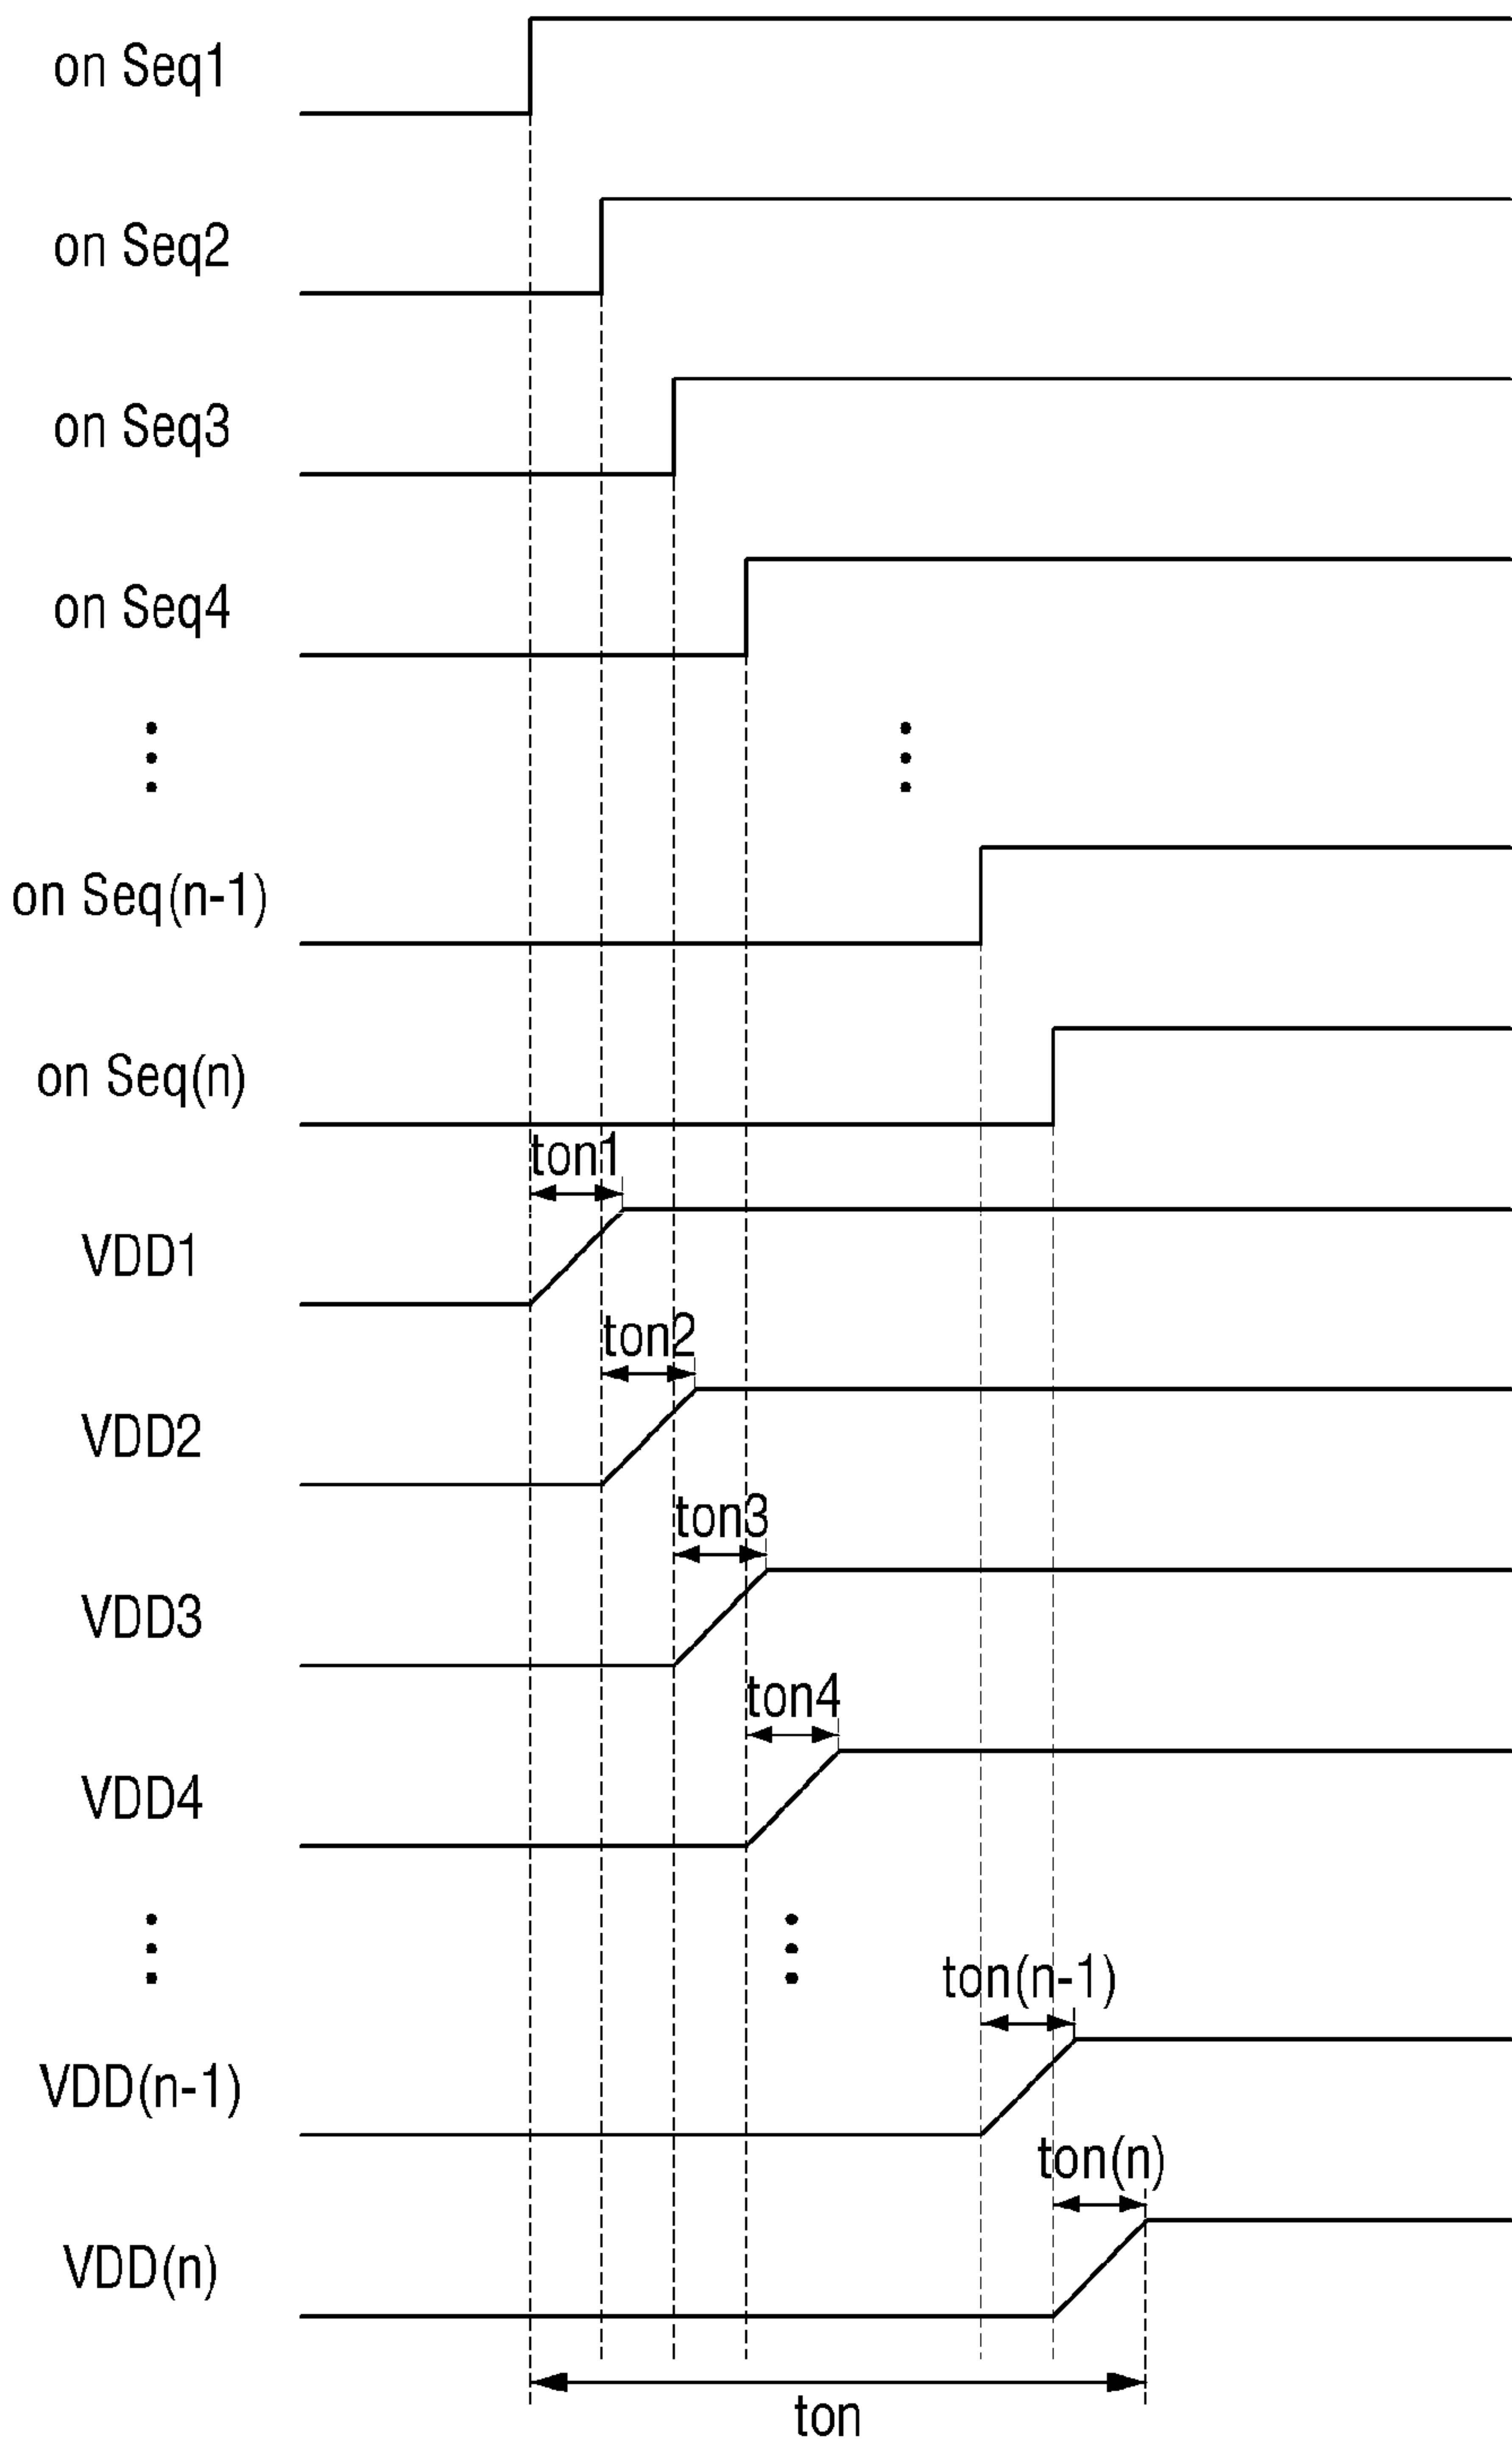 on Seq1
on Seq2
on Seq3
on Seq4
on Seq(n-1)
on Seq(n)
ton1
VDD1
ton2
VDD2
ton3
VDD3
ton4
VDD4
ton(n-1)
VDD(n-1)
ton(n)
VDD(n)
ton